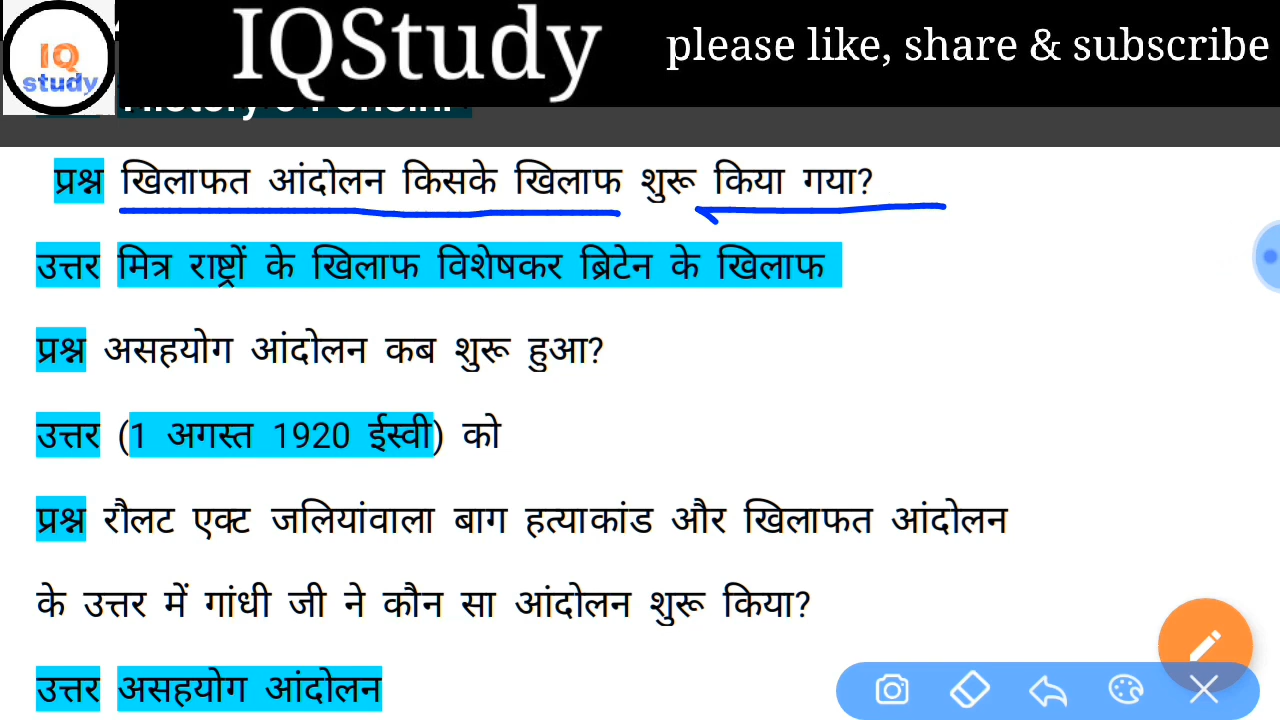 IQ
study
IQStudy
please like, share & subscribe
प्रश्न खिलाफत आंदोलन किसके खिलाफ शुरू किया गया?
उत्तर मित्र राष्ट्रों के खिलाफ विशेषकर ब्रिटेन के खिलाफ
प्रश्न असहयोग आंदोलन कब शुरू हुआ?
उत्तर (1 अगस्त 1920 ईस्वी) को
प्रश्न रौलट एक्ट जलियांवाला बाग हत्याकांड और खिलाफत आंदोलन
के उत्तर में गांधी जी ने कौन सा आंदोलन शुरू किया?
उत्तर असहयोग आंदोलन